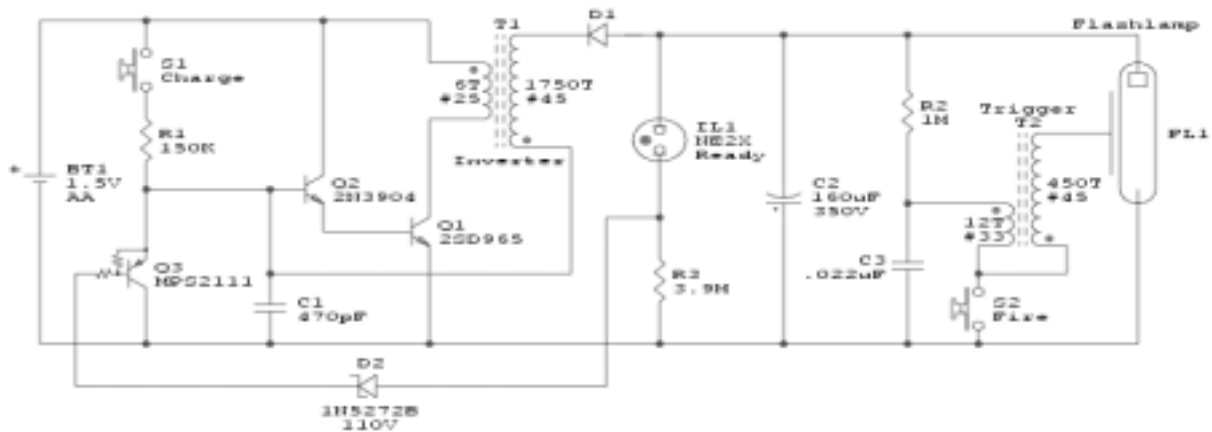 D1
T1
Flashlamp
S1
Charge
6T
#25
1750T
#45
R2
1M
Trigger
T2
R1
150K
IL1
NE2X
Ready
FL1
Inverter
+
BT1
1.5V
AA
Q2
2N3904
C2
160uF
350V
+
450T
#45
12T
#33
Q1
2SD965
Q3
MPS2111
R3
3.9M
C3
.022uF
C1
470pF
S2
Fire
D2
1N5272B
110V